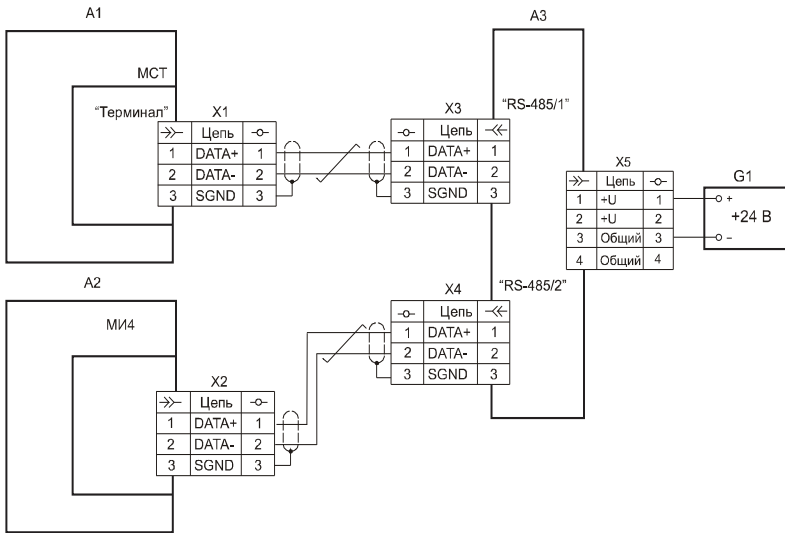 A1
A3
МСТ
"Терминал"
X1
Цепь
1 DATA+ 1
2 DATA- 2
3 SGND 3
X3
Цепь
1 DATA+ 1
2 DATA- 2
3 SGND 3
"RS-485/1"
X5
Цепь
1 +U 1
2 +U 2
3 Общий 3
4 Общий 4
G1
+
+24 В
–
A2
МИ4
X2
Цепь
1 DATA+ 1
2 DATA- 2
3 SGND 3
X4
Цепь
1 DATA+ 1
2 DATA- 2
3 SGND 3
"RS-485/2"